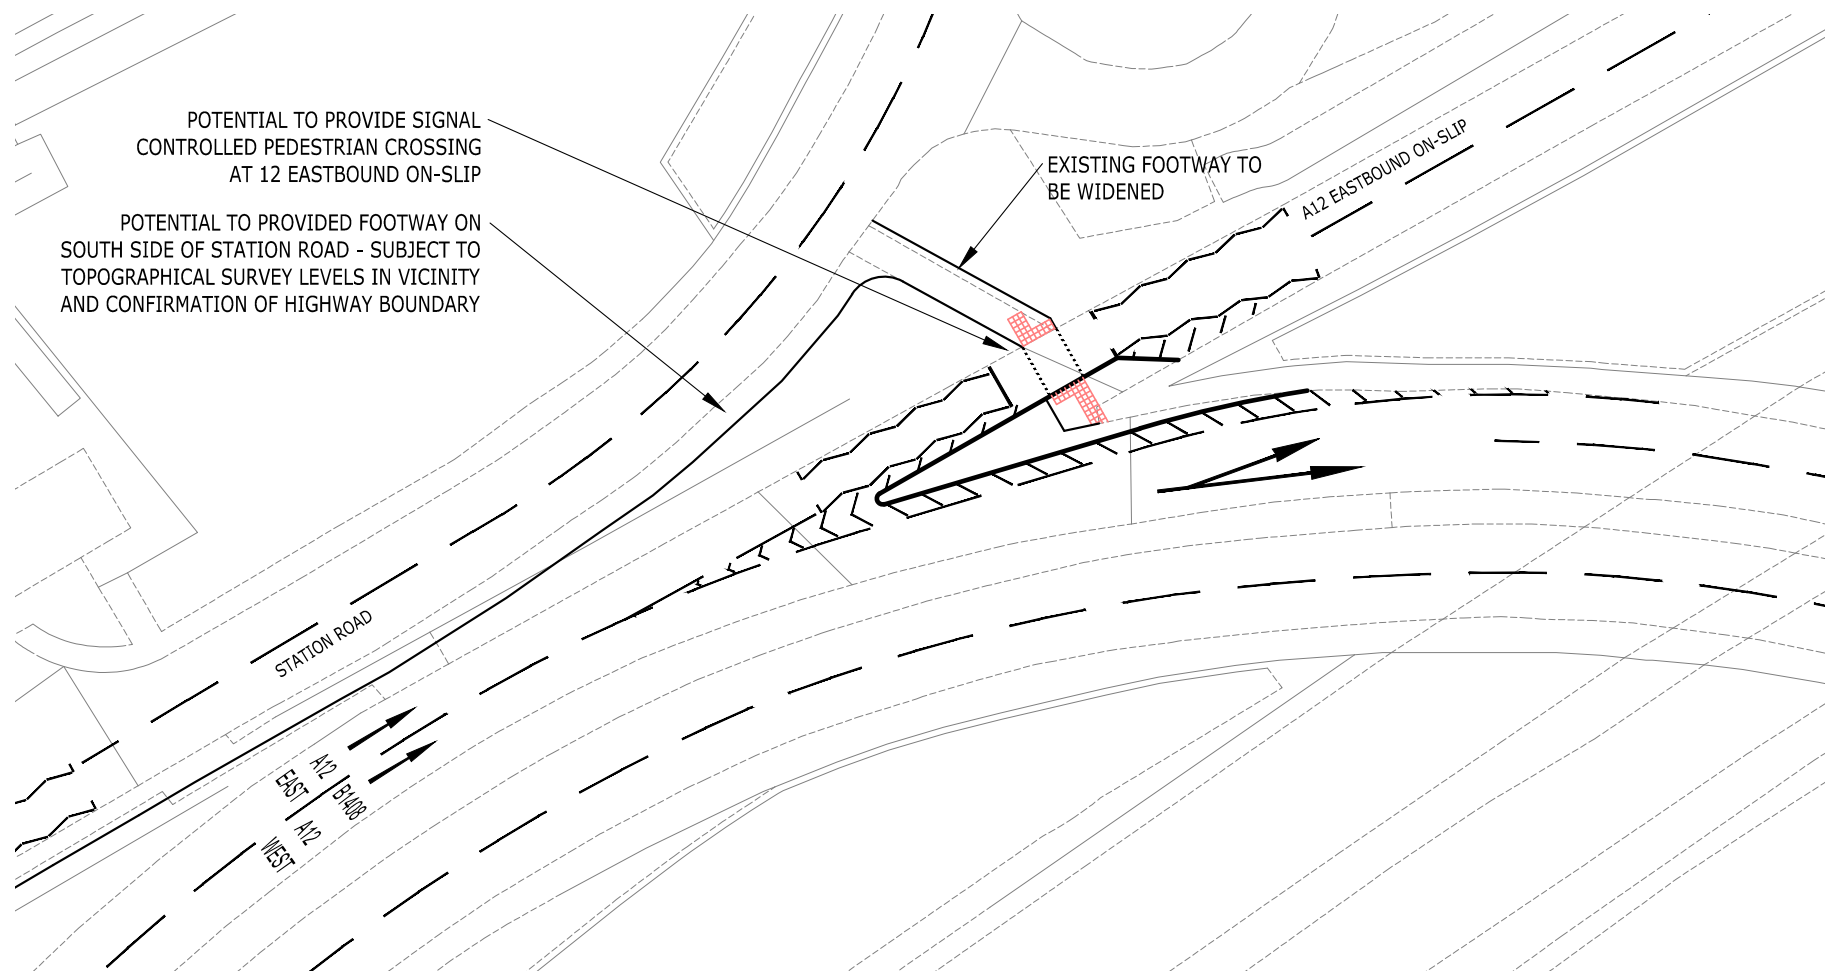 POTENTIAL TO PROVIDE SIGNAL
CONTROLLED PEDESTRIAN CROSSING
AT 12 EASTBOUND ON-SLIP
POTENTIAL TO PROVIDED FOOTWAY ON
SOUTH SIDE OF STATION ROAD - SUBJECT TO
TOPOGRAPHICAL SURVEY LEVELS IN VICINITY
AND CONFIRMATION OF HIGHWAY BOUNDARY
EXISTING FOOTWAY TO
BE WIDENED
A12 EASTBOUND ON-SLIP
STATION ROAD
A12
EAST
B1408
A12
WEST